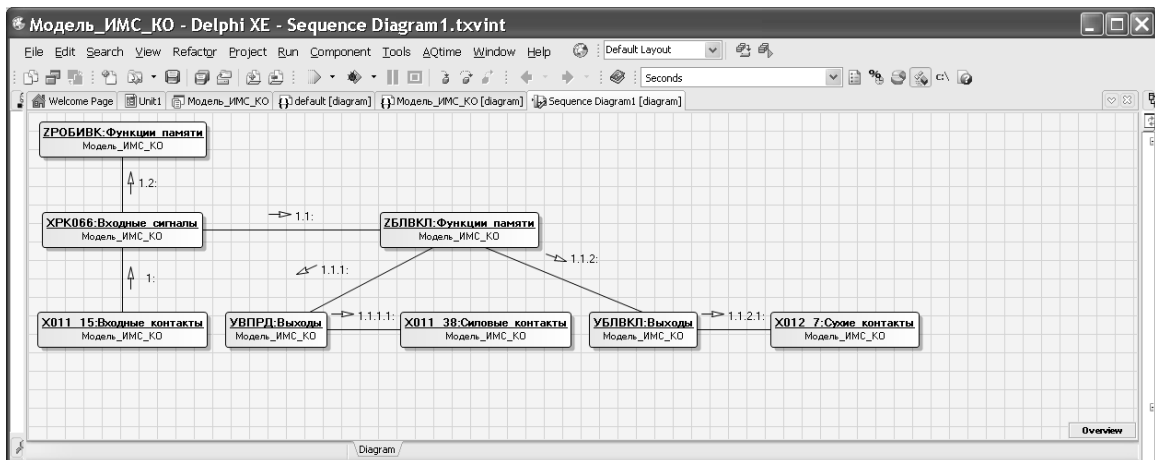 Модель_ИМС_КО - Delphi XE - Sequence Diagram1.txvint
File Edit Search View Refactor Project Run Component Tools AQtime Window Help Default Layout
Seconds C:\
Welcome Page Unit1 Модель_ИМС_КО default [diagram] Модель_ИМС_КО [diagram] Sequence Diagram1 [diagram]
ZРОБИВК:Функции памяти
Модель_ИМС_КО
1.2:
XРК066:Входные сигналы
Модель_ИМС_КО
1.1:
ZБЛВКЛ:Функции памяти
Модель_ИМС_КО
1:
1.1.1:
1.1.2:
X011_15:Входные контакты
Модель_ИМС_КО
УВПРД:Выходы
Модель_ИМС_КО
1.1.1.1:
X011_38:Силовые контакты
Модель_ИМС_КО
УБЛВКЛ:Выходы
Модель_ИМС_КО
1.1.2.1:
X012_7:Сухие контакты
Модель_ИМС_КО
Overview
Diagram